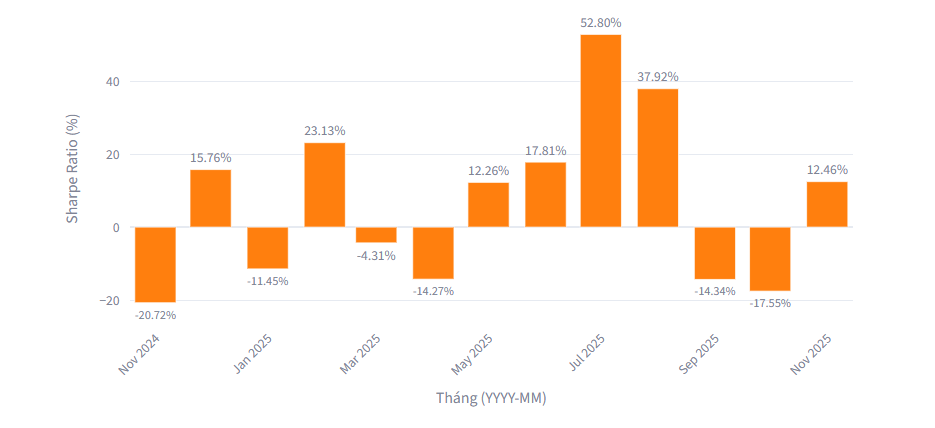 52.80%
40
37.92%
23.13%
20
15.76%
17.81%
12.26%
12.46%
Sharpe Ratio (%)
0
-4.31%
-11.45%
-14.27%
-14.34%
-17.55%
−20
-20.72%
Nov 2024
Jan 2025
Mar 2025
May 2025
Jul 2025
Sep 2025
Nov 2025
Tháng (YYYY-MM)